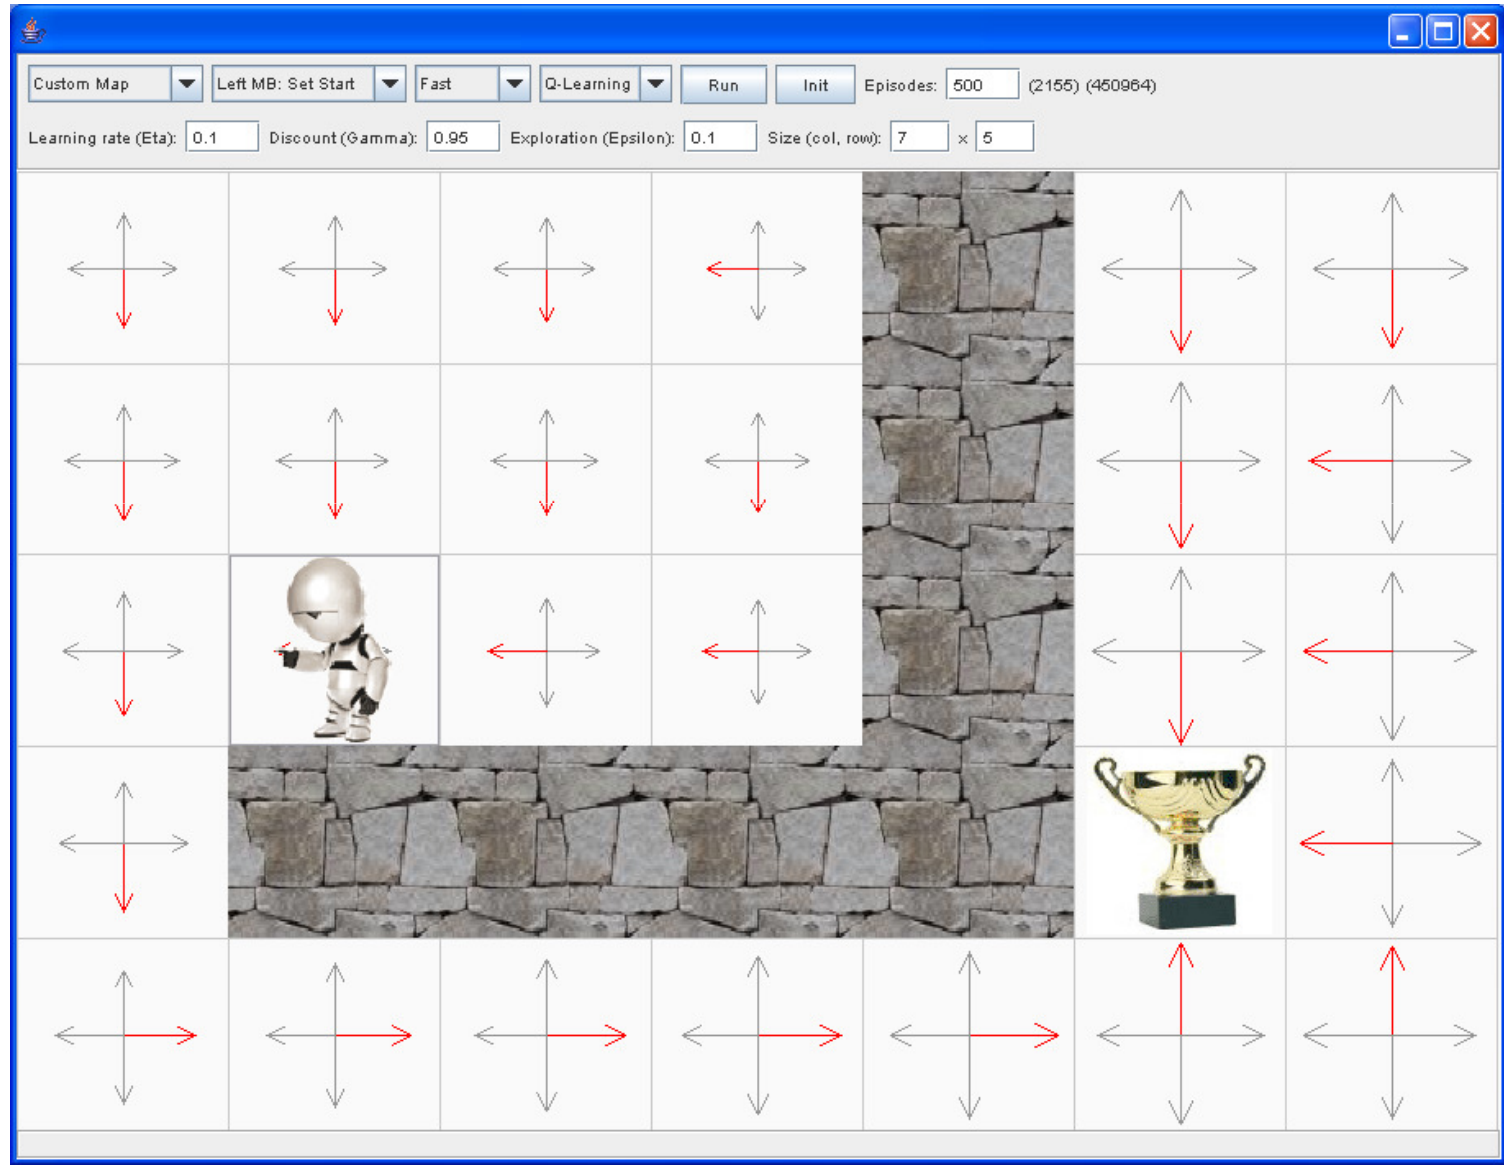 Custom Map Left MB: Set Start Fast Q-Learning Run Init Episodes: 500 (2155) (450964)
Learning rate (Eta): 0.1 Discount (Gamma): 0.95 Exploration (Epsilon): 0.1 Size (col, row): 7 x 5